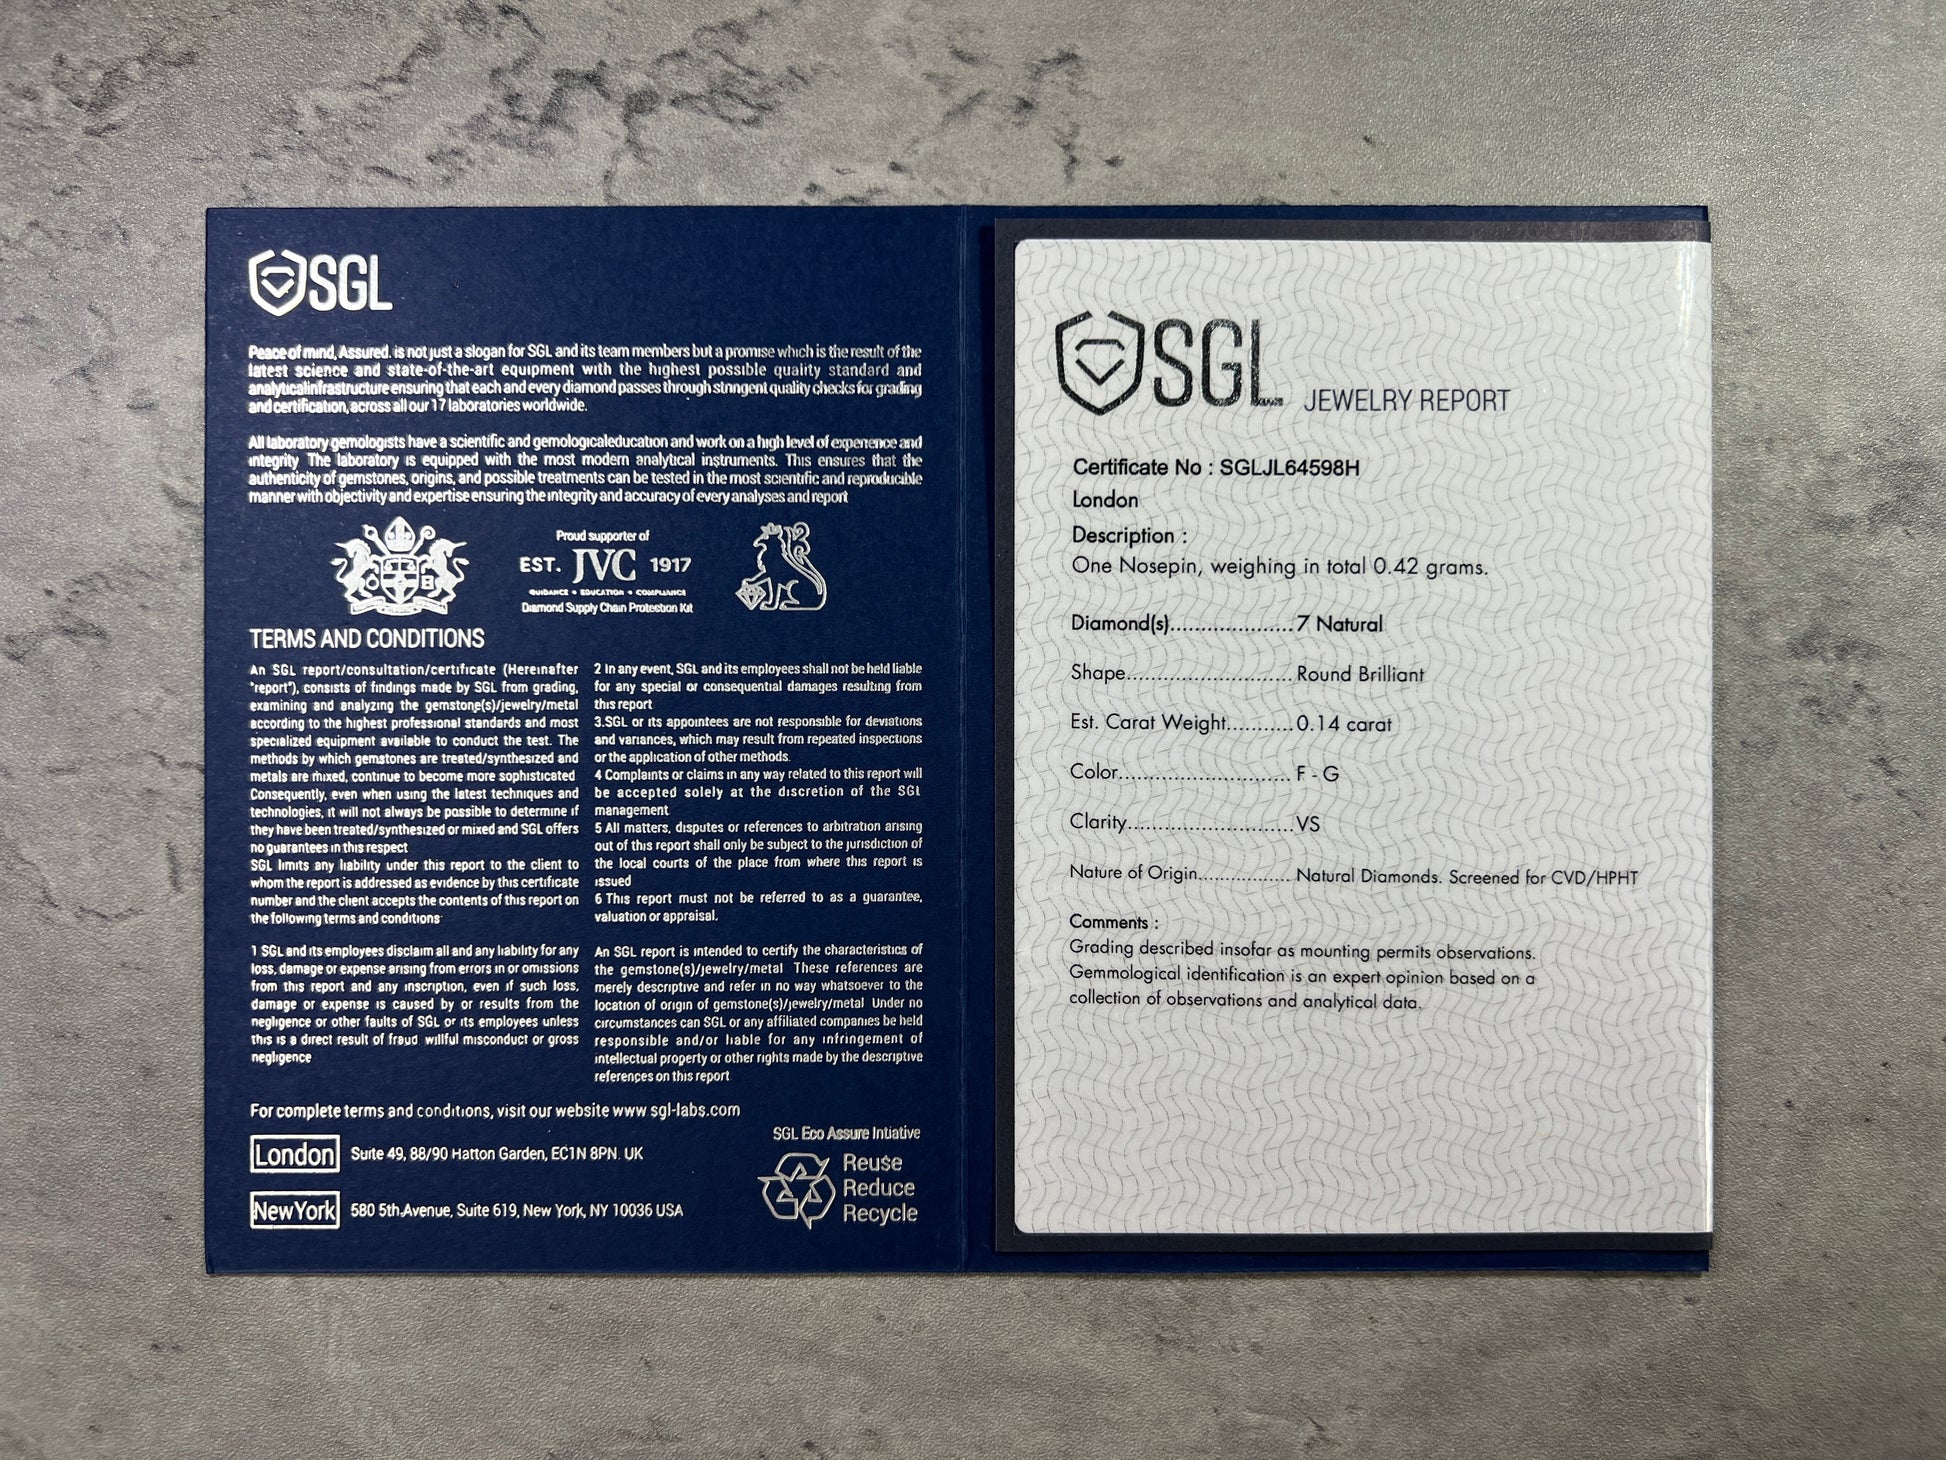 SGL
Peace of mind, Assured. is not just a slogan for SGL and its team members but a promise which is the result of the
latest science and state-of-the-art equipment with the highest possible quality standard and
analyticalinfrastructure ensuring that each and every diamond passes through stringent quality checks for grading
and certification, across all our 17 laboratories worldwide.
All laboratory gemologists have a scientific and gemologicaleducation and work on a high level of experience and
integrity The laboratory is equipped with the most modern analytical instruments. This ensures that the
authenticity of gemstones, origins, and possible treatments can be tested in the most scientific and reproducible
manner with objectivity and expertise ensuring the integrity and accuracy of every analyses and report
Proud supporter of
EST. JVC 1917
GUIDANCE • EDUCATION • COMPLIANCE
Diamond Supply Chain Protection Kit
TERMS AND CONDITIONS
An SGL report/consultation/certificate (Hereinafter
"report"), consists of findings made by SGL from grading,
examining and analyzing the gemstone(s)/jewelry/metal
according to the highest professional standards and most
specialized equipment available to conduct the test. The
methods by which gemstones are treated/synthesized and
metals are mixed, continue to become more sophisticated
Consequently, even when using the latest techniques and
technologies, it will not always be possible to determine if
they have been treated/synthesized or mixed and SGL offers
no guarantees in this respect
SGL limits any liability under this report to the client to
whom the report is addressed as evidence by this certificate
number and the client accepts the contents of this report on
the following terms and conditions
1 SGL and its employees disclaim all and any liability for any
loss, damage or expense arising from errors in or omissions
from this report and any inscription, even if such loss,
damage or expense is caused by or results from the
negligence or other faults of SGL or its employees unless
this is a direct result of fraud willful misconduct or gross
negligence
2 In any event, SGL and its employees shall not be held liable
for any special or consequential damages resulting from
this report
3.SGL or its appointees are not responsible for deviations
and variances, which may result from repeated inspections
or the application of other methods.
4 Complaints or claims in any way related to this report will
be accepted solely at the discretion of the SGL
management
5 All matters, disputes or references to arbitration arising
out of this report shall only be subject to the jurisdiction of
the local courts of the place from where this report is
issued
6 This report must not be referred to as a guarantee,
valuation or appraisal.
An SGL report is intended to certify the characteristics of
the gemstone(s)/jewelry/metal These references are
merely descriptive and refer in no way whatsoever to the
location of origin of gemstone(s)/jewelry/metal Under no
circumstances can SGL or any affiliated companies be held
responsible and/or liable for any infringement of
intellectual property or other rights made by the descriptive
references on this report
For complete terms and conditions, visit our website www sgl-labs.com
SGL Eco Assure Intiative
London Suite 49, 88/90 Hatton Garden, EC1N 8PN. UK
NewYork 580 5th.Avenue, Suite 619, New York, NY 10036 USA
Reuse
Reduce
Recycle
SGL JEWELRY REPORT
Certificate No : SGLJL64598H
London
Description :
One Nosepin, weighing in total 0.42 grams.
Diamond(s)....................7 Natural
Shape...........................Round Brilliant
Est. Carat Weight...........0.14 carat
Color............................F - G
Clarity...........................VS
Nature of Origin...............Natural Diamonds. Screened for CVD/HPHT
Comments :
Grading described insofar as mounting permits observations.
Gemmological identification is an expert opinion based on a
collection of observations and analytical data.